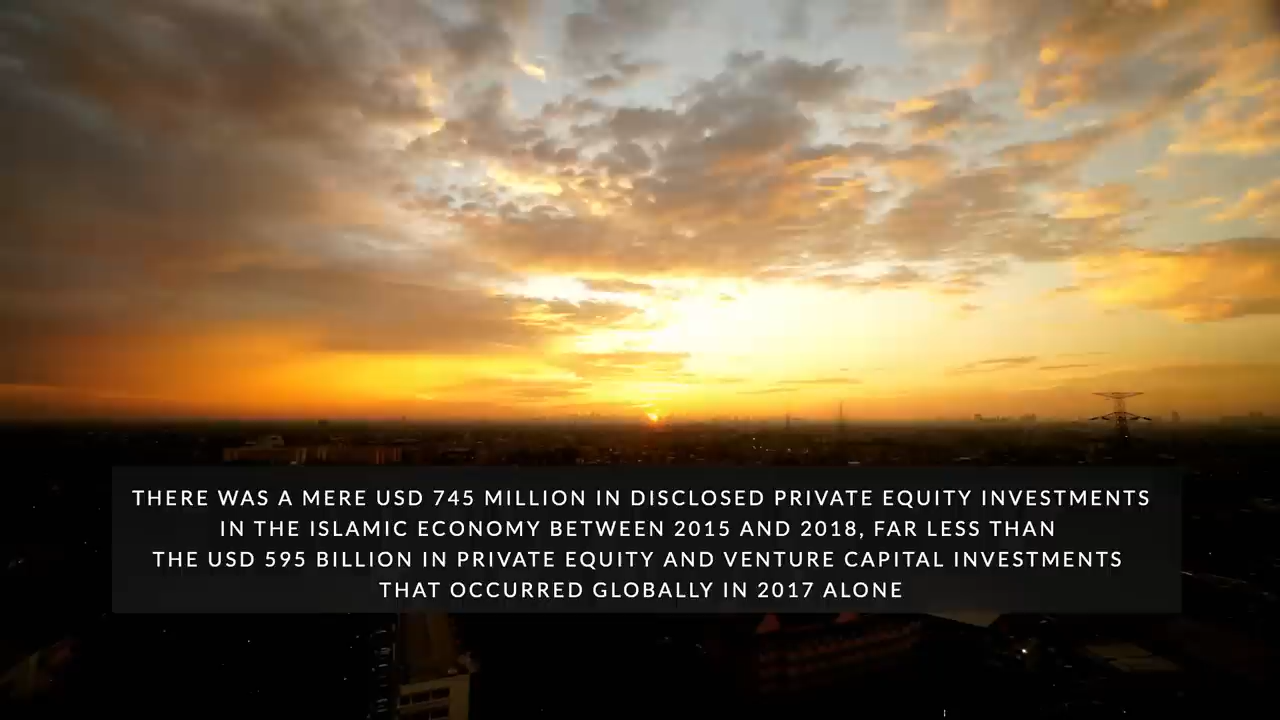 THERE WAS A MERE USD 745 MILLION IN DISCLOSED PRIVATE EQUITY INVESTMENTS
IN THE ISLAMIC ECONOMY BETWEEN 2015 AND 2018, FAR LESS THAN
THE USD 595 BILLION IN PRIVATE EQUITY AND VENTURE CAPITAL INVESTMENTS
THAT OCCURRED GLOBALLY IN 2017 ALONE